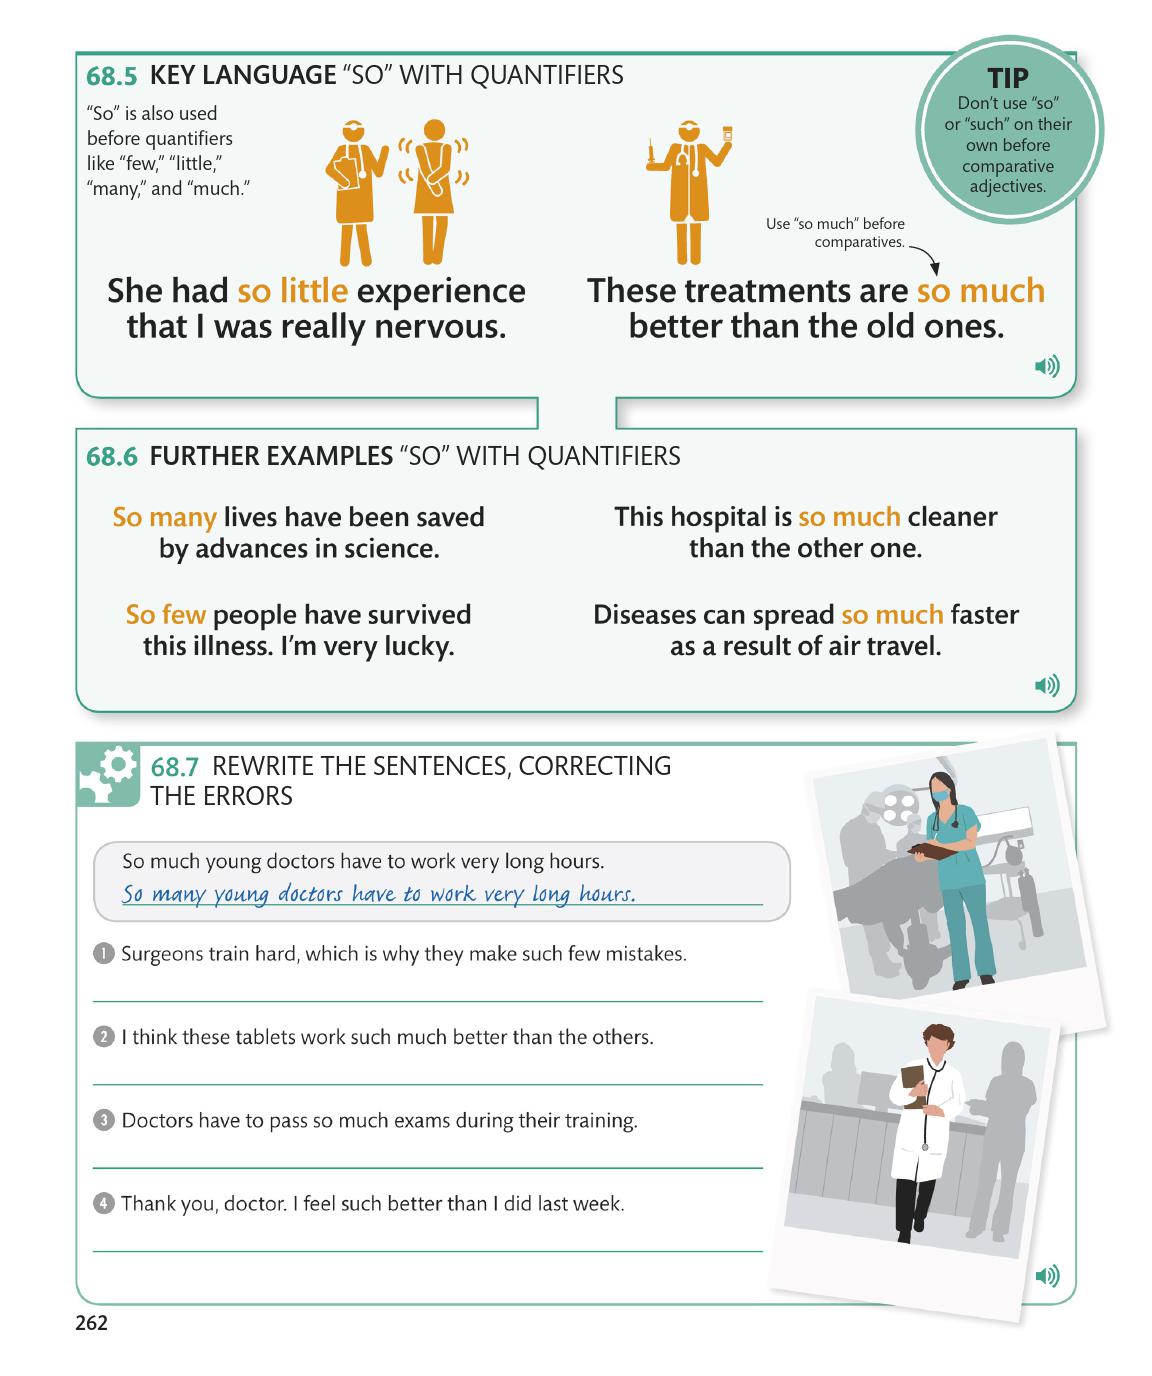 68.5 KEY LANGUAGE “SO” WITH QUANTIFIERS
“So” is also used
before quantifiers
like “few,” “little,”
“many,” and “much.”
TIP
Don’t use “so”
or “such” on their
own before
comparative
adjectives.
Use “so much” before
comparatives.
She had so little experience
that I was really nervous.
These treatments are so much
better than the old ones.
68.6 FURTHER EXAMPLES “SO” WITH QUANTIFIERS
So many lives have been saved
by advances in science.
This hospital is so much cleaner
than the other one.
So few people have survived
this illness. I’m very lucky.
Diseases can spread so much faster
as a result of air travel.
68.7 REWRITE THE SENTENCES, CORRECTING
THE ERRORS
So much young doctors have to work very long hours.
So many young doctors have to work very long hours.
1 Surgeons train hard, which is why they make such few mistakes.
2 I think these tablets work such much better than the others.
3 Doctors have to pass so much exams during their training.
4 Thank you, doctor. I feel such better than I did last week.
262